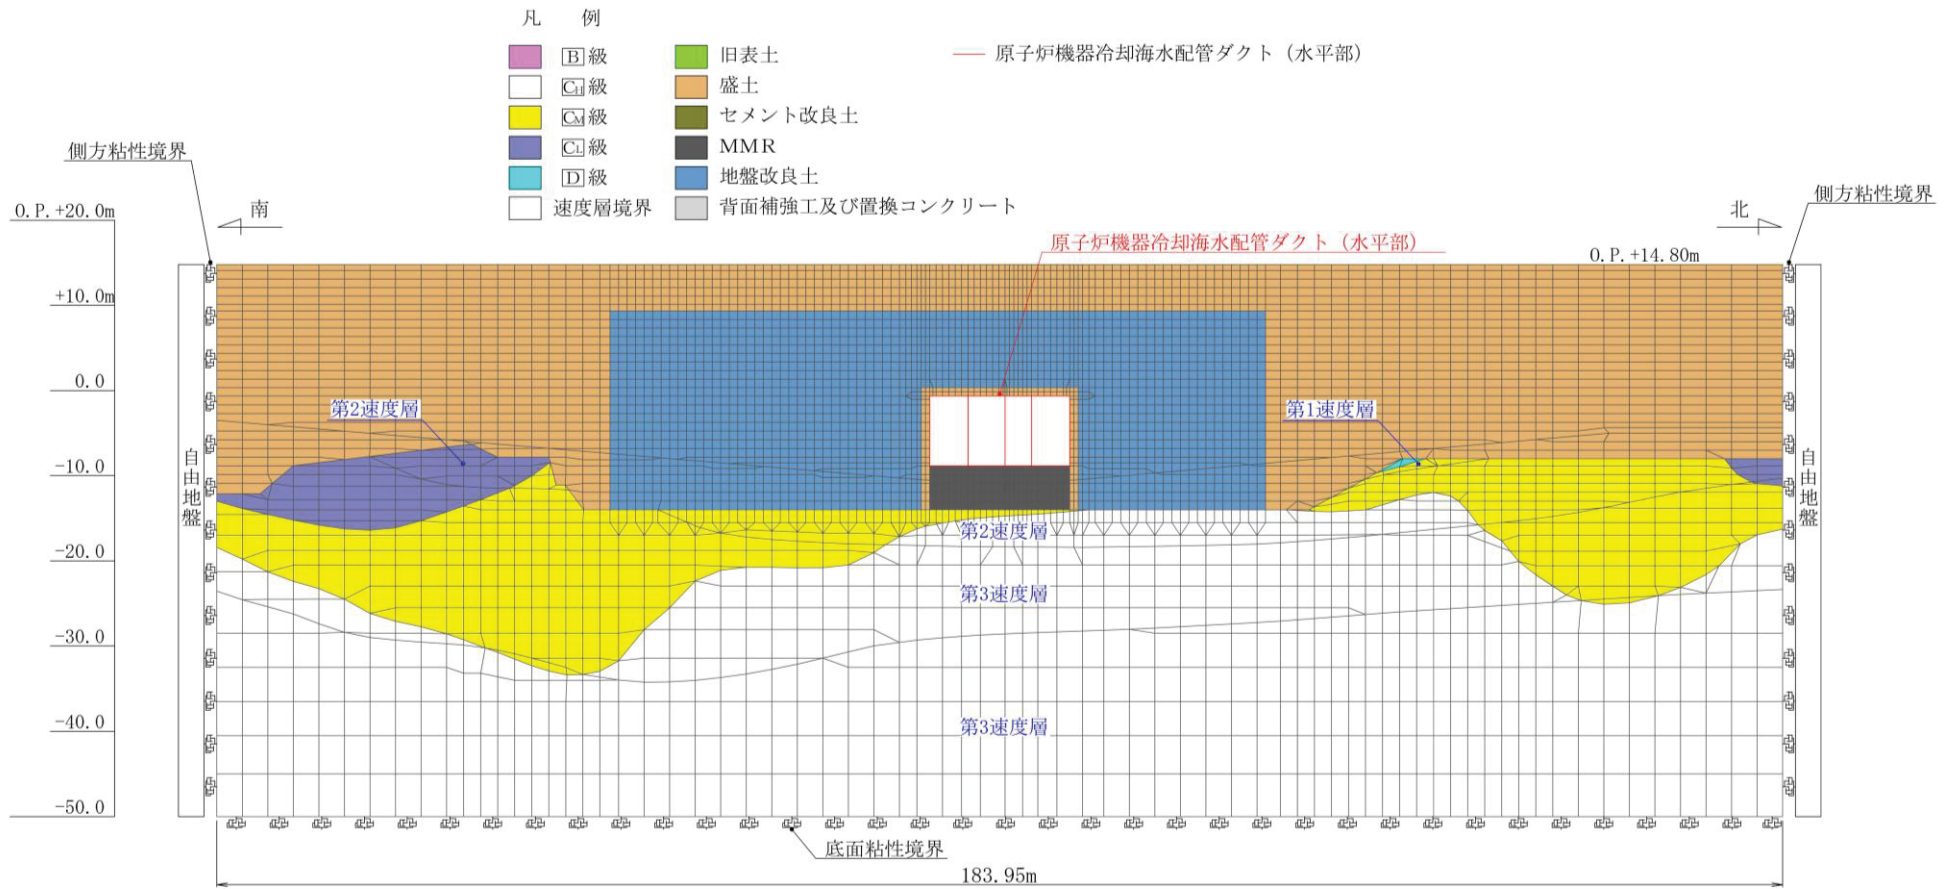 凡　例
B級
CH級
CM級
CL級
D級
速度層境界
旧表土
盛土
セメント改良土
MMR
地盤改良土
背面補強工及び置換コンクリート
原子炉機器冷却海水配管ダクト（水平部）
側方粘性境界
側方粘性境界
O.P.+20.0m
南
北
原子炉機器冷却海水配管ダクト（水平部）
O.P.+14.80m
+10.0m
0.0
第2速度層
第1速度層
-10.0
自由地盤
自由地盤
第2速度層
-20.0
第3速度層
-30.0
-40.0
第3速度層
-50.0
底面粘性境界
183.95m